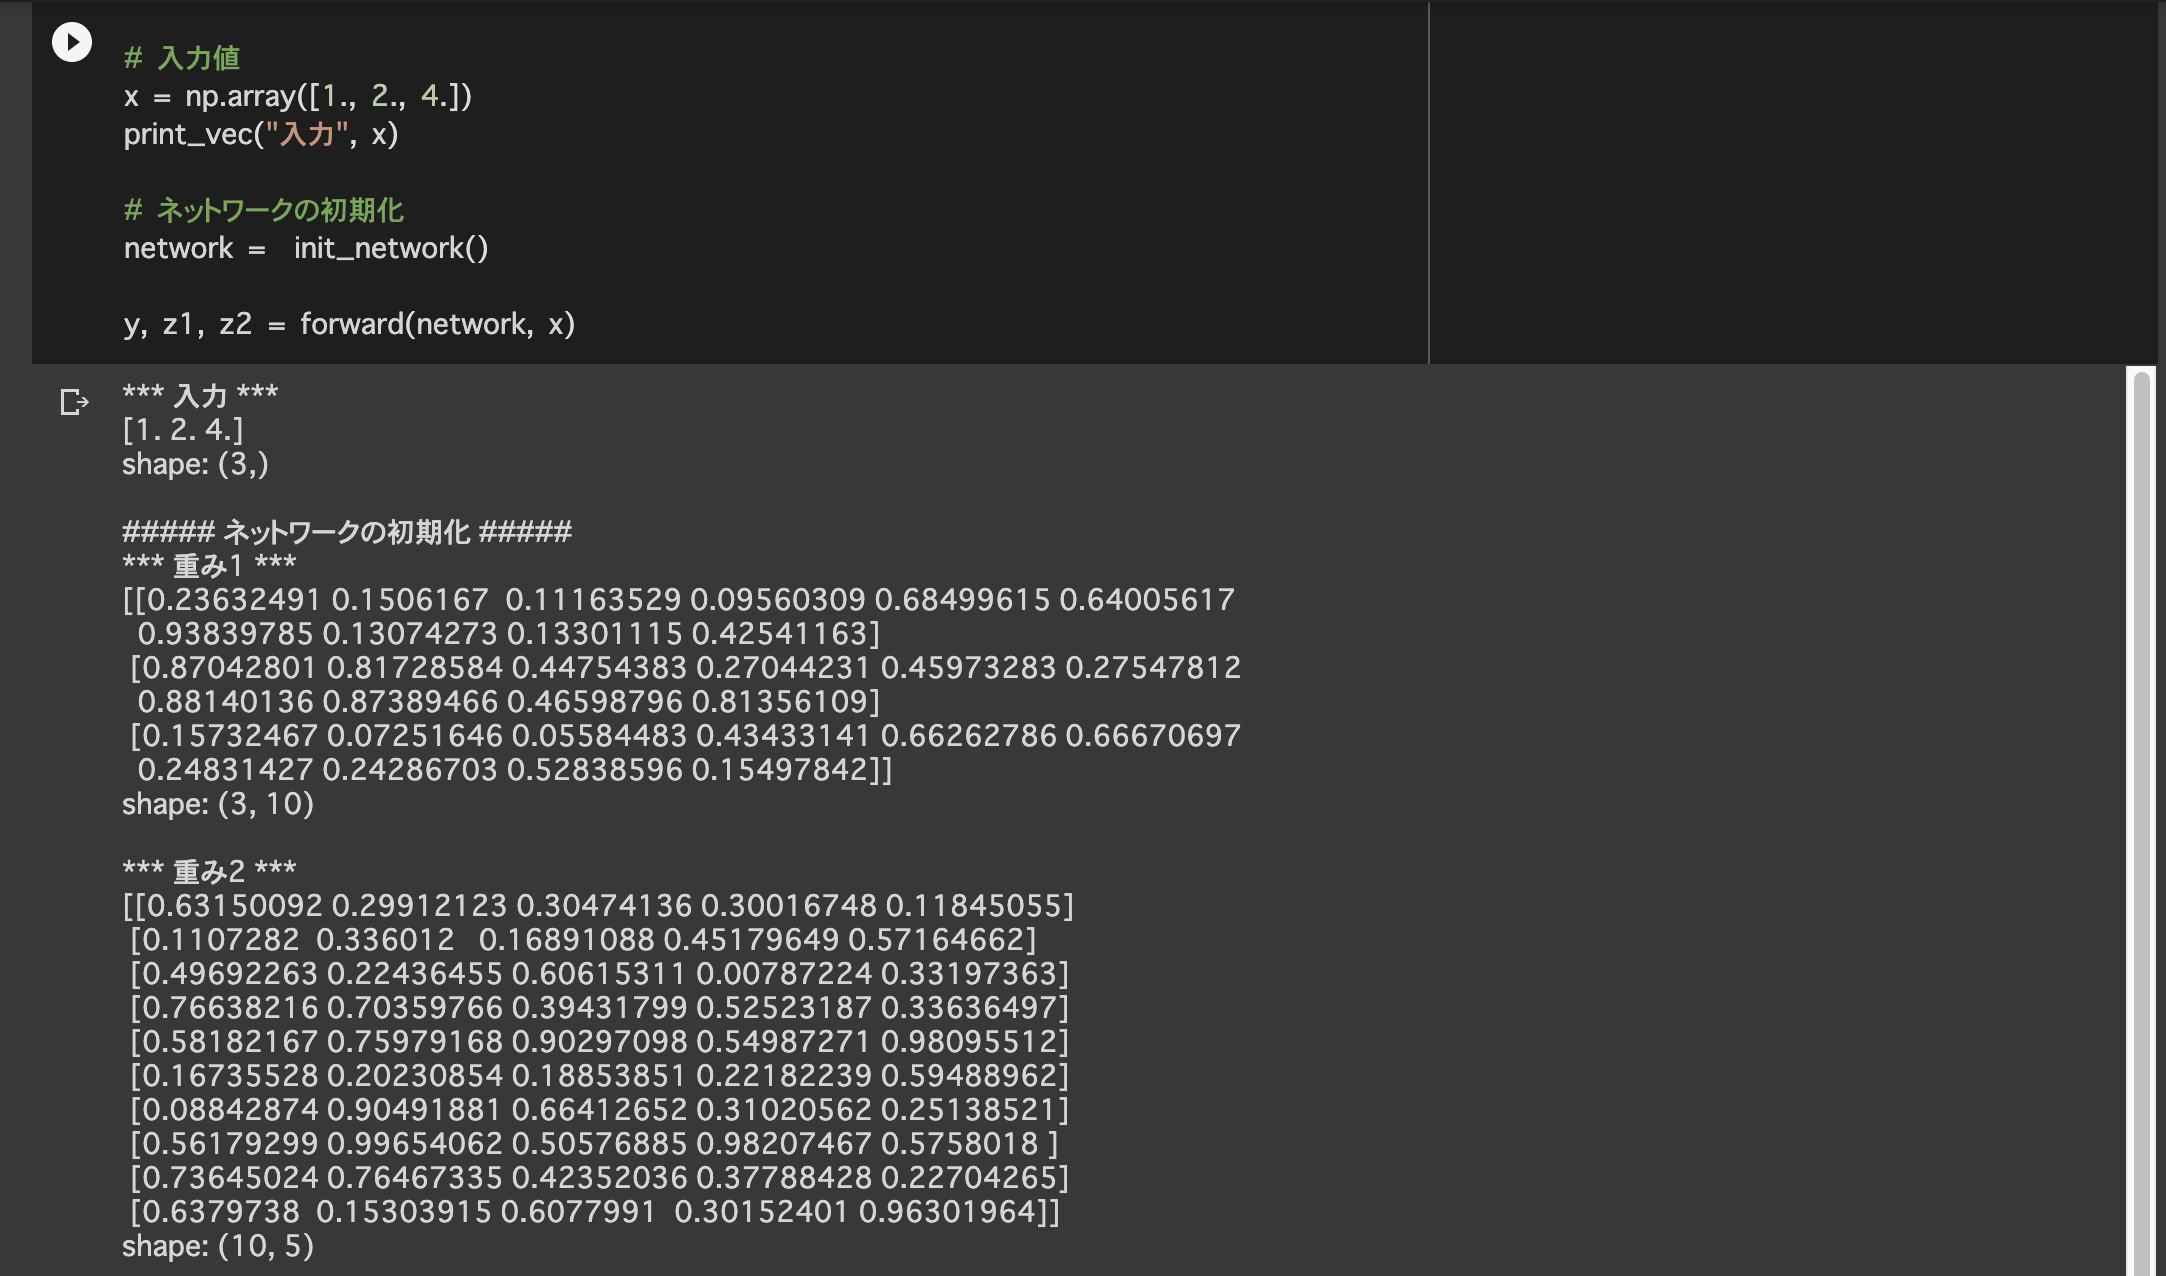 # 入力値
x = np.array([1., 2., 4.])
print_vec("入力", x)
# ネットワークの初期化
network =  init_network()
y, z1, z2 = forward(network, x)
*** 入力 ***
[1. 2. 4.]
shape: (3,)
##### ネットワークの初期化 #####
*** 重み1 ***
[[0.23632491 0.1506167  0.11163529 0.09560309 0.68499615 0.64005617
  0.93839785 0.13074273 0.13301115 0.42541163]
 [0.87042801 0.81728584 0.44754383 0.27044231 0.45973283 0.27547812
  0.88140136 0.87389466 0.46598796 0.81356109]
 [0.15732467 0.07251646 0.05584483 0.43433141 0.66262786 0.66670697
  0.24831427 0.24286703 0.52838596 0.15497842]]
shape: (3, 10)
*** 重み2 ***
[[0.63150092 0.29912123 0.30474136 0.30016748 0.11845055]
 [0.1107282  0.336012   0.16891088 0.45179649 0.57164662]
 [0.49692263 0.22436455 0.60615311 0.00787224 0.33197363]
 [0.76638216 0.70359766 0.39431799 0.52523187 0.33636497]
 [0.58182167 0.75979168 0.90297098 0.54987271 0.98095512]
 [0.16735528 0.20230854 0.18853851 0.22182239 0.59488962]
 [0.08842874 0.90491881 0.66412652 0.31020562 0.25138521]
 [0.56179299 0.99654062 0.50576885 0.98207467 0.5758018 ]
 [0.73645024 0.76467335 0.42352036 0.37788428 0.22704265]
 [0.6379738  0.15303915 0.6077991  0.30152401 0.96301964]]
shape: (10, 5)